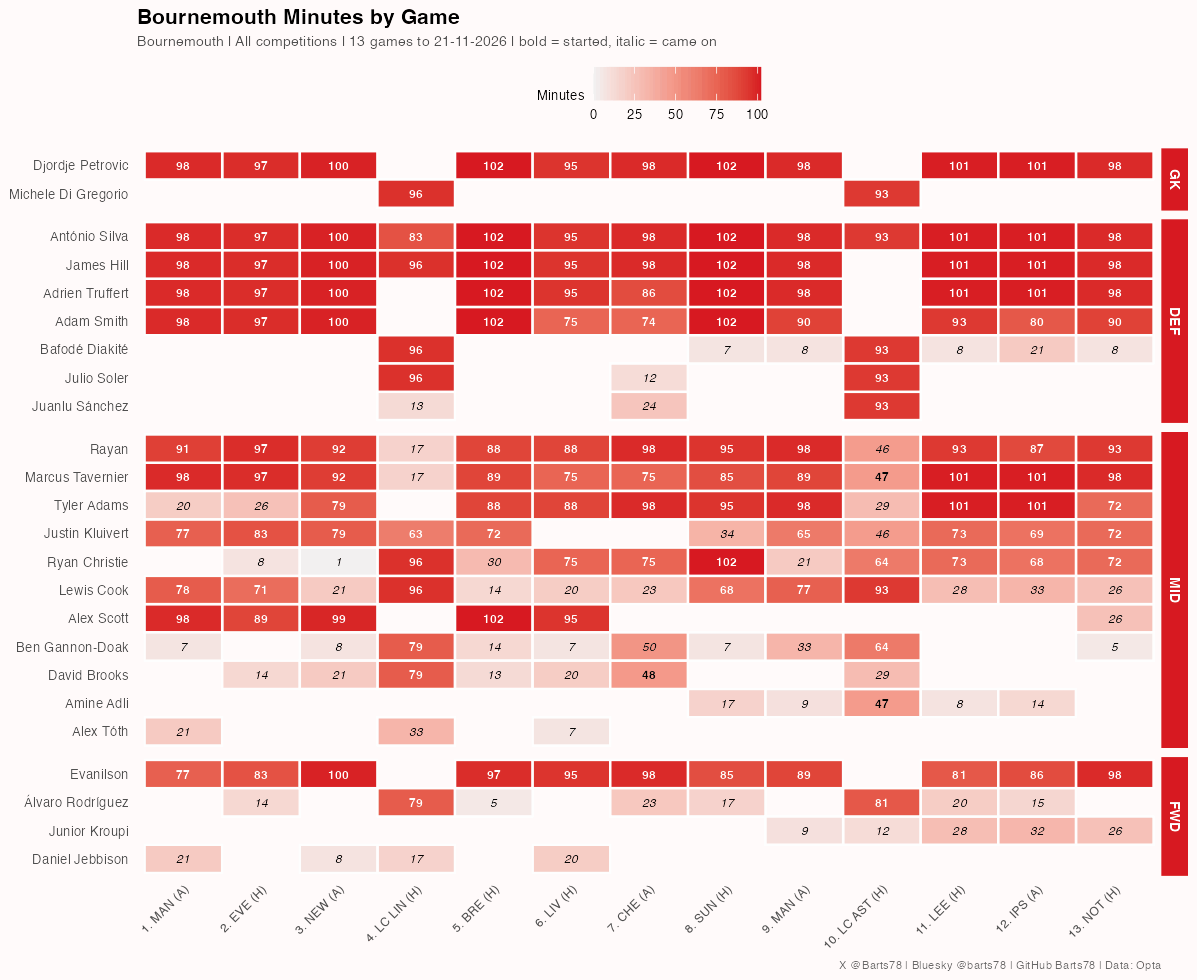 Bournemouth Minutes by Game
Bournemouth | All competitions | 13 games to 21-11-2026 | bold = started, italic = came on
Minutes
0 25 50 75 100
Djordje Petrovic 98 97 100 102 95 98 102 98 101 101 98
Michele Di Gregorio 96 93
GK
António Silva 98 97 100 83 102 95 98 102 98 93 101 101 98
James Hill 98 97 100 96 102 95 98 102 98 101 101 98
Adrien Truffert 98 97 100 102 95 86 102 98 101 101 98
Adam Smith 98 97 100 102 75 74 102 90 93 80 90
Bafodé Diakité 96 7 8 93 8 21 8
Julio Soler 96 12 93
Juanlu Sánchez 13 24 93
DEF
Rayan 91 97 92 17 88 88 98 95 98 46 93 87 93
Marcus Tavernier 98 97 92 17 89 75 75 85 89 47 101 101 98
Tyler Adams 20 26 79 88 88 98 95 98 29 101 101 72
Justin Kluivert 77 83 79 63 72 34 65 46 73 69 72
Ryan Christie 8 1 96 30 75 75 102 21 64 73 68 72
Lewis Cook 78 71 21 96 14 20 23 68 77 93 28 33 26
Alex Scott 98 89 99 102 95 26
Ben Gannon-Doak 7 8 79 14 7 50 7 33 64 5
David Brooks 14 21 79 13 20 48 29
Amine Adli 17 9 47 8 14
Alex Tóth 21 33 7
MID
Evanilson 77 83 100 97 95 98 85 89 81 86 98
Álvaro Rodríguez 14 79 5 23 17 81 20 15
Junior Kroupi 9 12 28 32 26
Daniel Jebbison 21 8 17 20
FWD
1. MAN (A) 2. EVE (H) 3. NEW (A) 4. LC LIN (H) 5. BRE (H) 6. LIV (H) 7. CHE (A) 8. SUN (H) 9. MAN (A) 10. LC AST (H) 11. LEE (H) 12. IPS (A) 13. NOT (H)
X @Barts78 | Bluesky @barts78 | GitHub Barts78 | Data: Opta